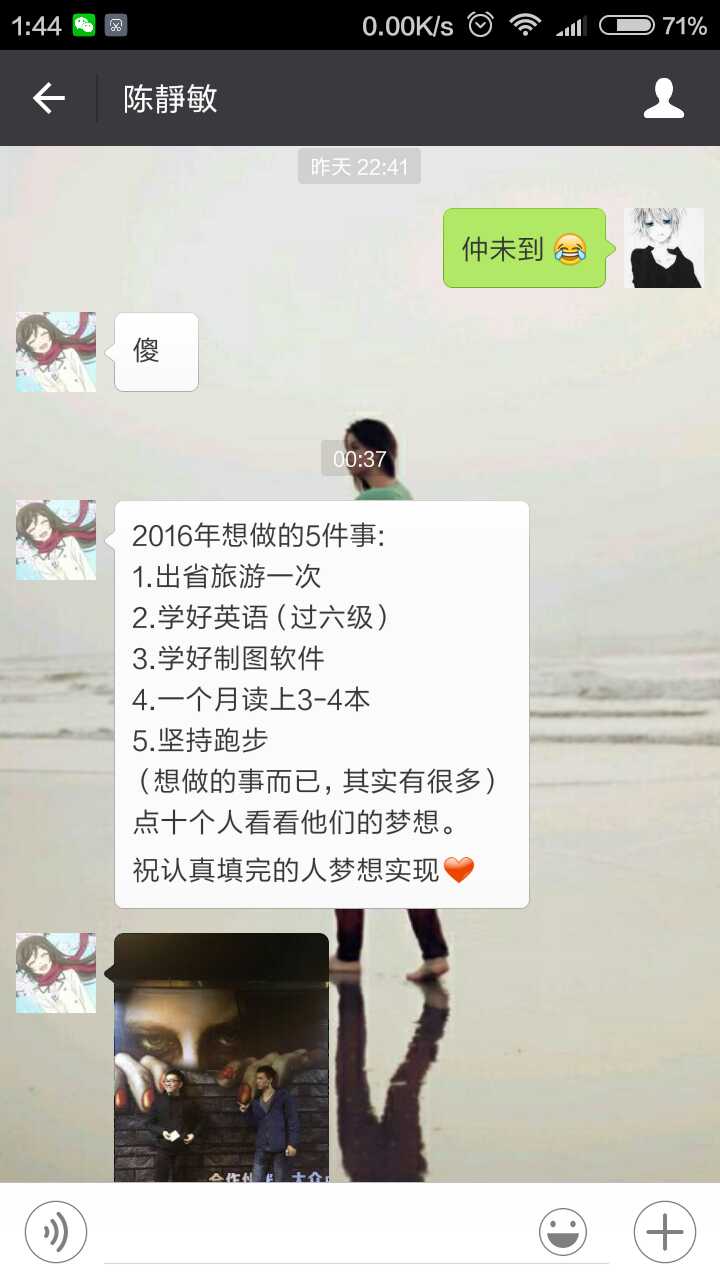 1:44
0.00K/s
71%
陈靜敏
昨天 22:41
仲未到 😂
傻
00:37
2016年想做的5件事:
1.出省旅游一次
2.学好英语（过六级）
3.学好制图软件
4.一个月读上3-4本
5.坚持跑步
（想做的事而已, 其实有很多）
点十个人看看他们的梦想。
祝认真填完的人梦想实现❤
合作伙伴